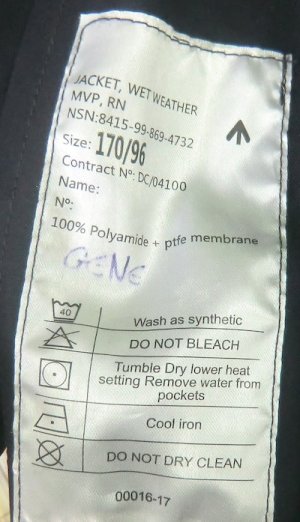 JACKET, WET WEATHER
MVP, RN
NSN:8415-99-869-4732
Size: 170/96
Contract Nº: DC/04100
Name:
Nº:
100% Polyamide + ptfe membrane
GENE
40 Wash as synthetic
DO NOT BLEACH
Tumble Dry lower heat
setting Remove water from
pockets
Cool iron
DO NOT DRY CLEAN
00016-17